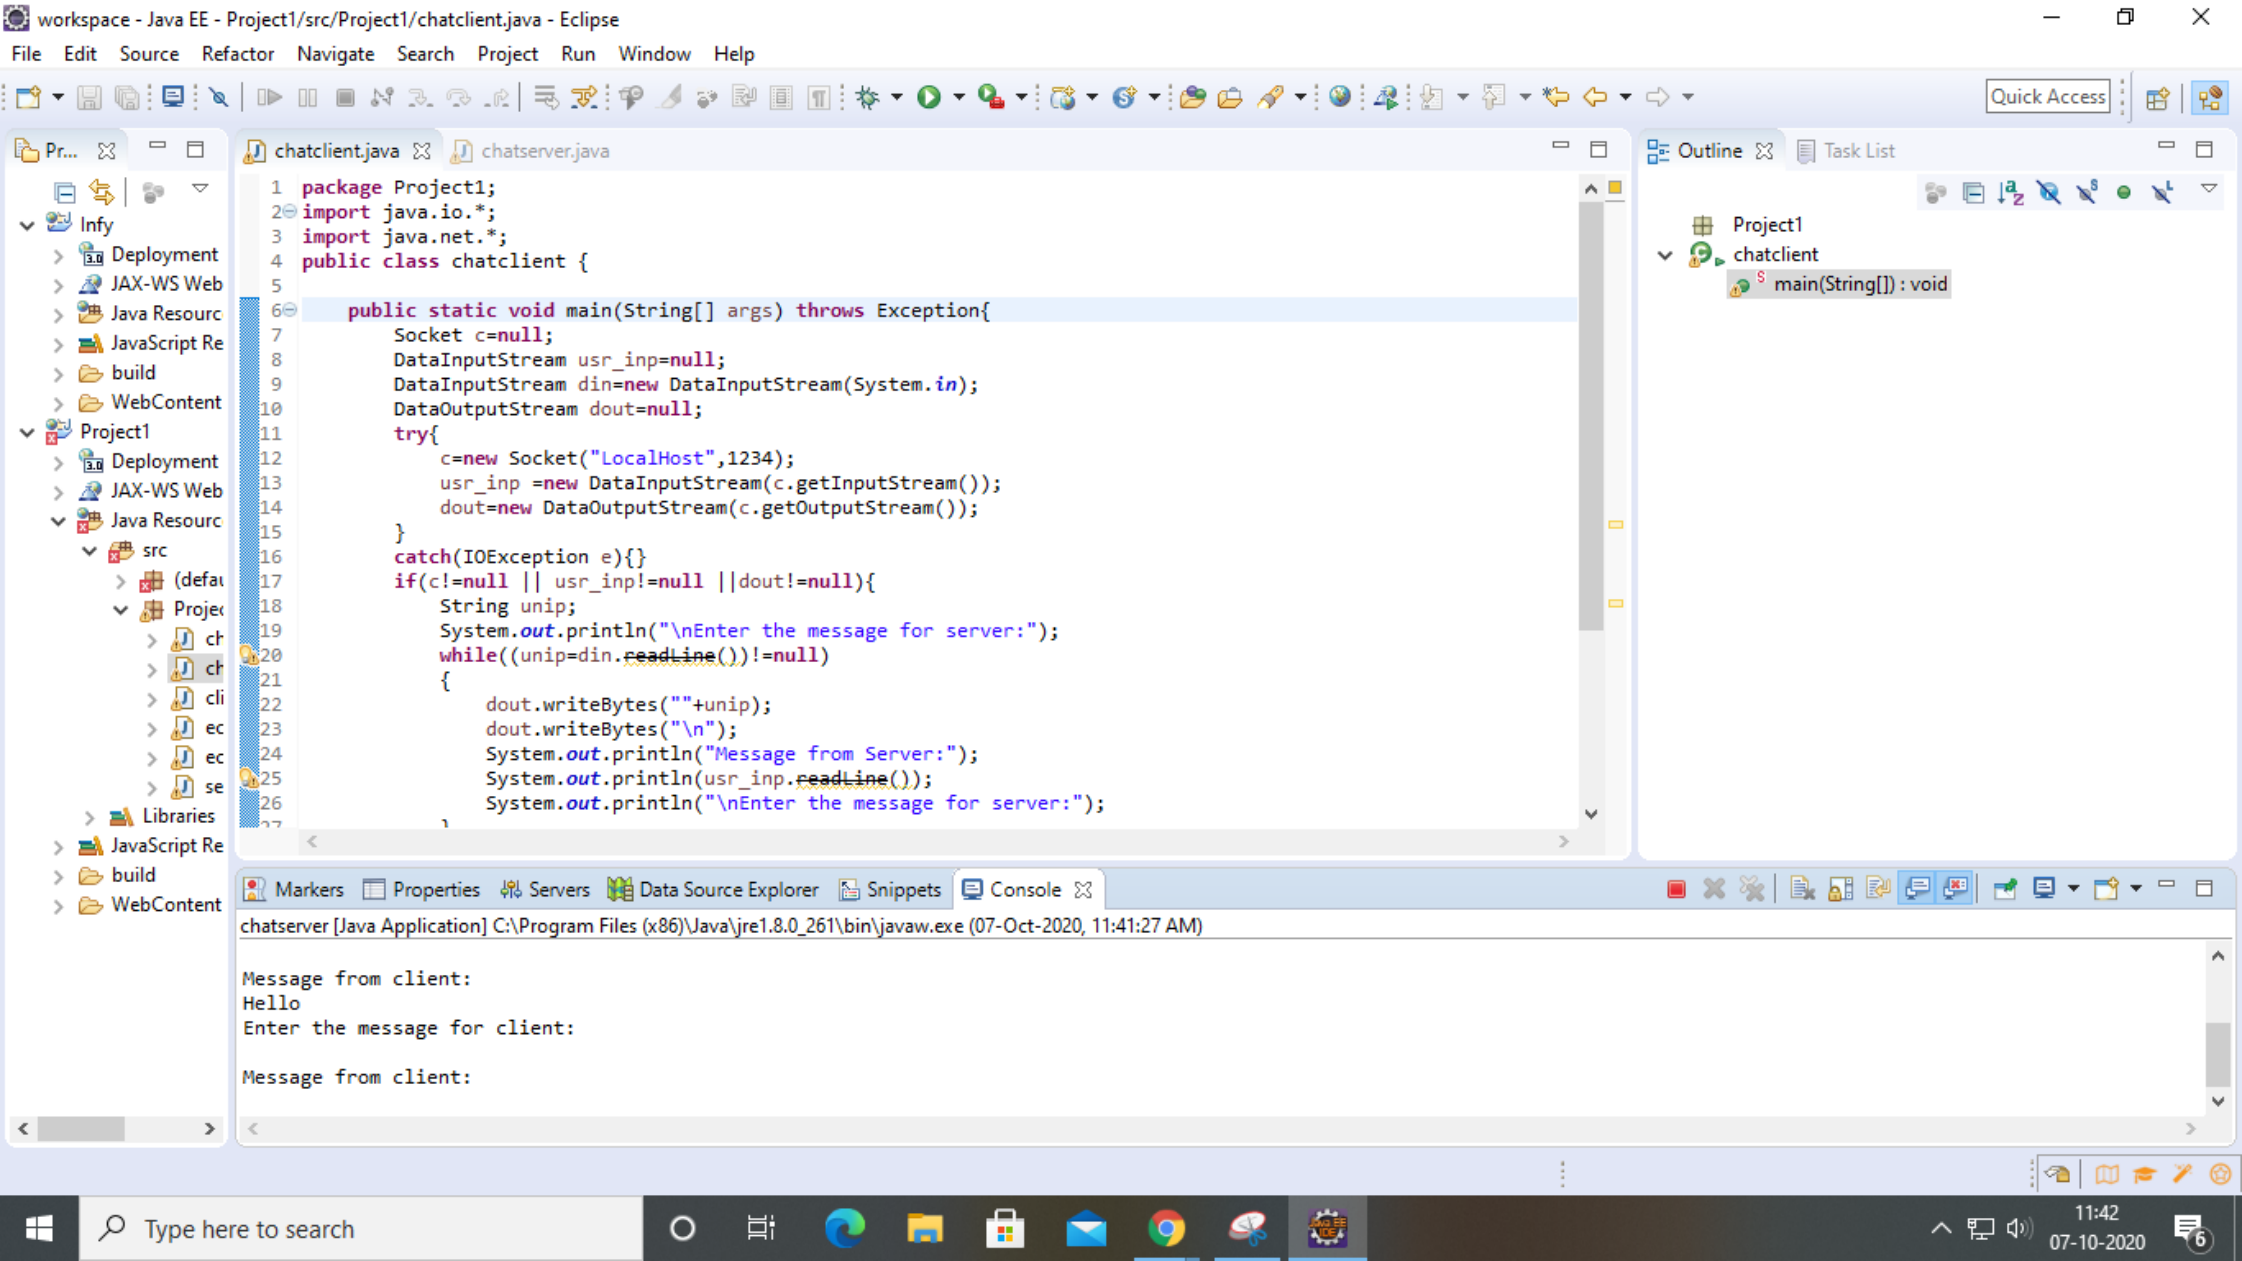 workspace - Java EE - Project1/src/Project1/chatclient.java - Eclipse
File Edit Source Refactor Navigate Search Project Run Window Help
Quick Access
Pr...
Infy
Deployment
JAX-WS Web
Java Resourc
JavaScript Re
build
WebContent
Project1
Deployment
JAX-WS Web
Java Resourc
src
(defau
Projec
ch
ch
cli
ec
ec
se
Libraries
JavaScript Re
build
WebContent
chatclient.java chatserver.java
1 package Project1;
2 import java.io.*;
3 import java.net.*;
4 public class chatclient {
5
6 public static void main(String[] args) throws Exception{
7 Socket c=null;
8 DataInputStream usr_inp=null;
9 DataInputStream din=new DataInputStream(System.in);
10 DataOutputStream dout=null;
11 try{
12 c=new Socket("LocalHost",1234);
13 usr_inp =new DataInputStream(c.getInputStream());
14 dout=new DataOutputStream(c.getOutputStream());
15 }
16 catch(IOException e){}
17 if(c!=null || usr_inp!=null ||dout!=null){
18 String unip;
19 System.out.println("\nEnter the message for server:");
20 while((unip=din.readLine())!=null)
21 {
22 dout.writeBytes(""+unip);
23 dout.writeBytes("\n");
24 System.out.println("Message from Server:");
25 System.out.println(usr_inp.readLine());
26 System.out.println("\nEnter the message for server:");
27 }
Outline Task List
Project1
chatclient
main(String[]) : void
Markers Properties Servers Data Source Explorer Snippets Console
chatserver [Java Application] C:\Program Files (x86)\Java\jre1.8.0_261\bin\javaw.exe (07-Oct-2020, 11:41:27 AM)
Message from client:
Hello
Enter the message for client:
Message from client:
Type here to search
11:42
07-10-2020
6